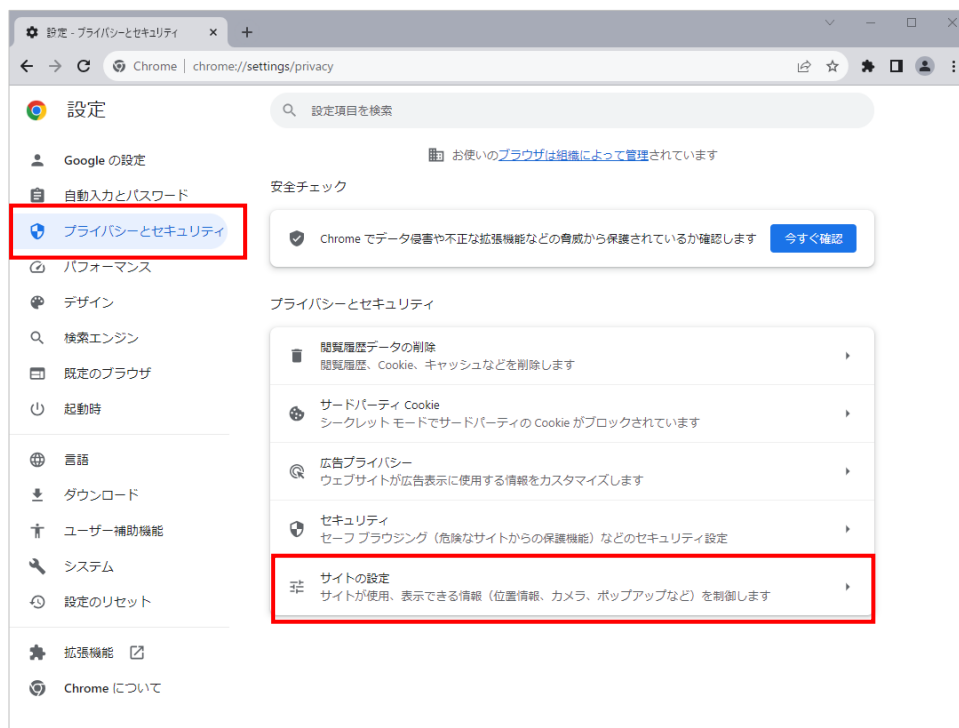 設定 - プライバシーとセキュリティ
Chrome | chrome://settings/privacy
設定
設定項目を検索
Google の設定
自動入力とパスワード
プライバシーとセキュリティ
パフォーマンス
デザイン
検索エンジン
既定のブラウザ
起動時
言語
ダウンロード
ユーザー補助機能
システム
設定のリセット
拡張機能
Chrome について
お使いのブラウザは組織によって管理されています
安全チェック
Chrome でデータ侵害や不正な拡張機能などの脅威から保護されているか確認します
今すぐ確認
プライバシーとセキュリティ
閲覧履歴データの削除
閲覧履歴、Cookie、キャッシュなどを削除します
サードパーティ Cookie
シークレット モードでサードパーティの Cookie がブロックされています
広告プライバシー
ウェブサイトが広告表示に使用する情報をカスタマイズします
セキュリティ
セーフ ブラウジング（危険なサイトからの保護機能）などのセキュリティ設定
サイトの設定
サイトが使用、表示できる情報（位置情報、カメラ、ポップアップなど）を制御します